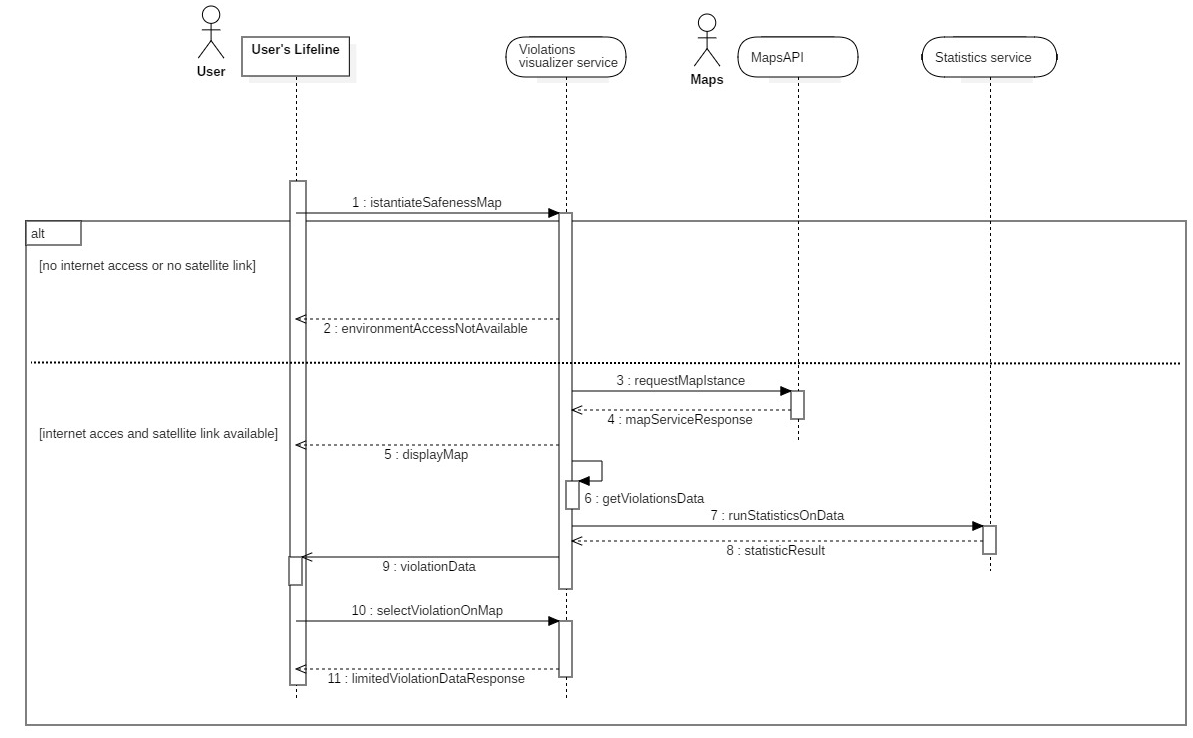 User
User's Lifeline
Violations
visualizer service
Maps
MapsAPI
Statistics service
1 : istantiateSafenessMap
alt
[no internet access or no satellite link]
2 : environmentAccessNotAvailable
3 : requestMapIstance
4 : mapServiceResponse
[internet acces and satellite link available]
5 : displayMap
6 : getViolationsData
7 : runStatisticsOnData
8 : statisticResult
9 : violationData
10 : selectViolationOnMap
11 : limitedViolationDataResponse